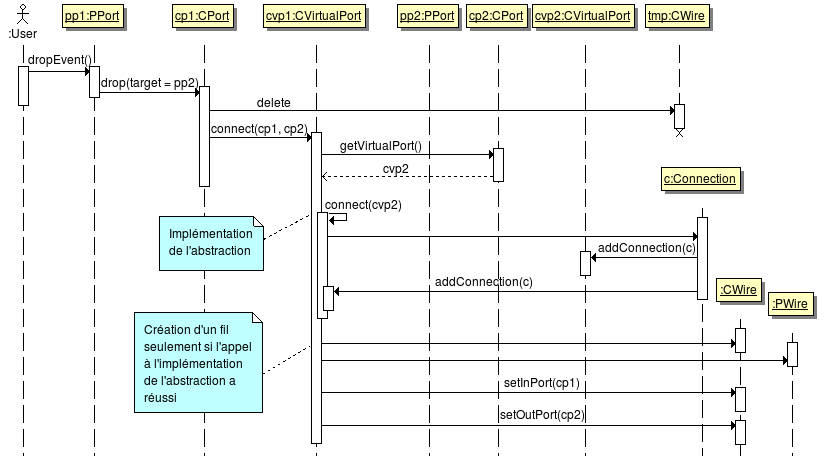 pp1:PPort
cp1:CPort
cvp1:CVirtualPort
pp2:PPort
cp2:CPort
cvp2:CVirtualPort
tmp:CWire
:User
dropEvent()
drop(target = pp2)
delete
connect(cp1, cp2)
getVirtualPort()
cvp2
c:Connection
connect(cvp2)
Implémentation
de l'abstraction
addConnection(c)
addConnection(c)
:CWire
:PWire
Création d'un fil
seulement si l'appel
à l'implémentation
de l'abstraction a
réussi
setInPort(cp1)
setOutPort(cp2)